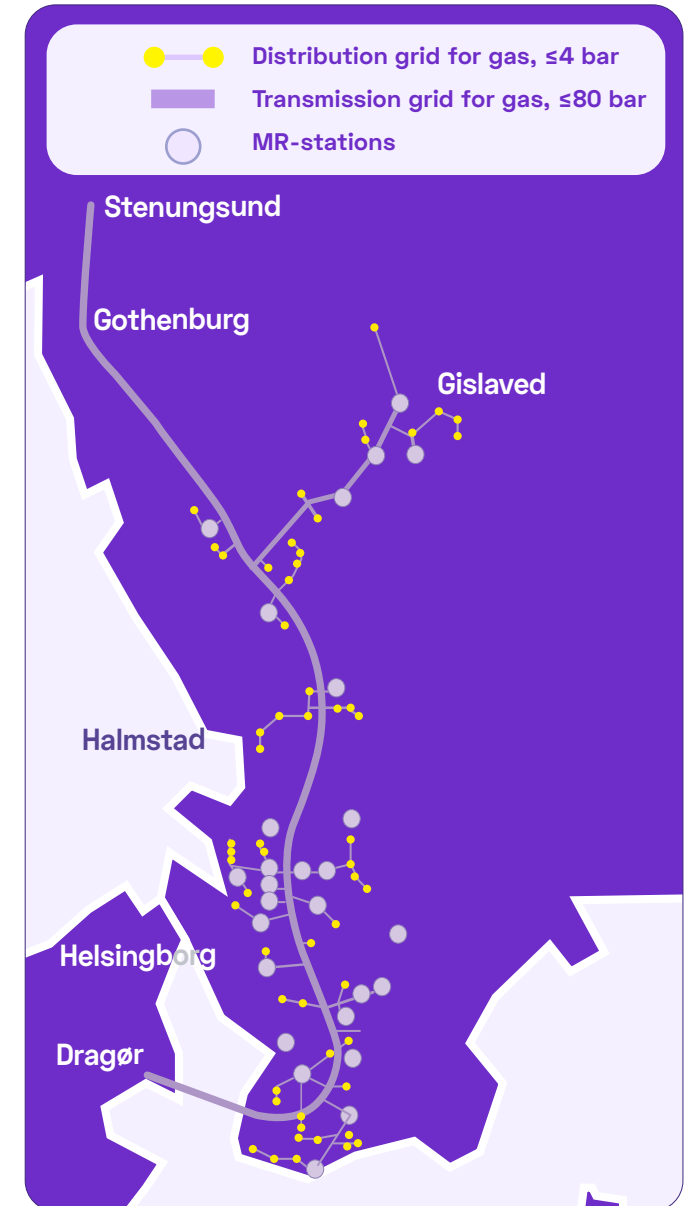 Distribution grid for gas, ≤4 bar
Transmission grid for gas, ≤80 bar
MR-stations
Stenungsund
Gothenburg
Gislaved
Halmstad
Helsingborg
Dragør